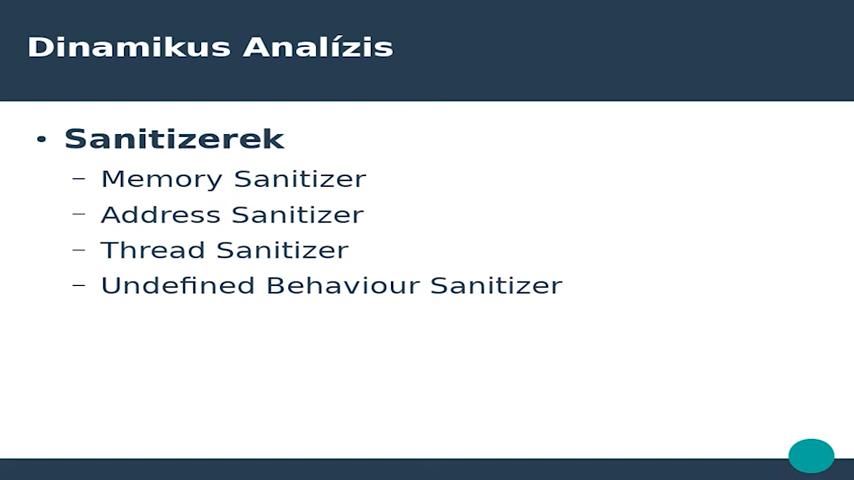 Dinamikus Analízis
• Sanitizerek
– Memory Sanitizer
– Address Sanitizer
– Thread Sanitizer
– Undefined Behaviour Sanitizer